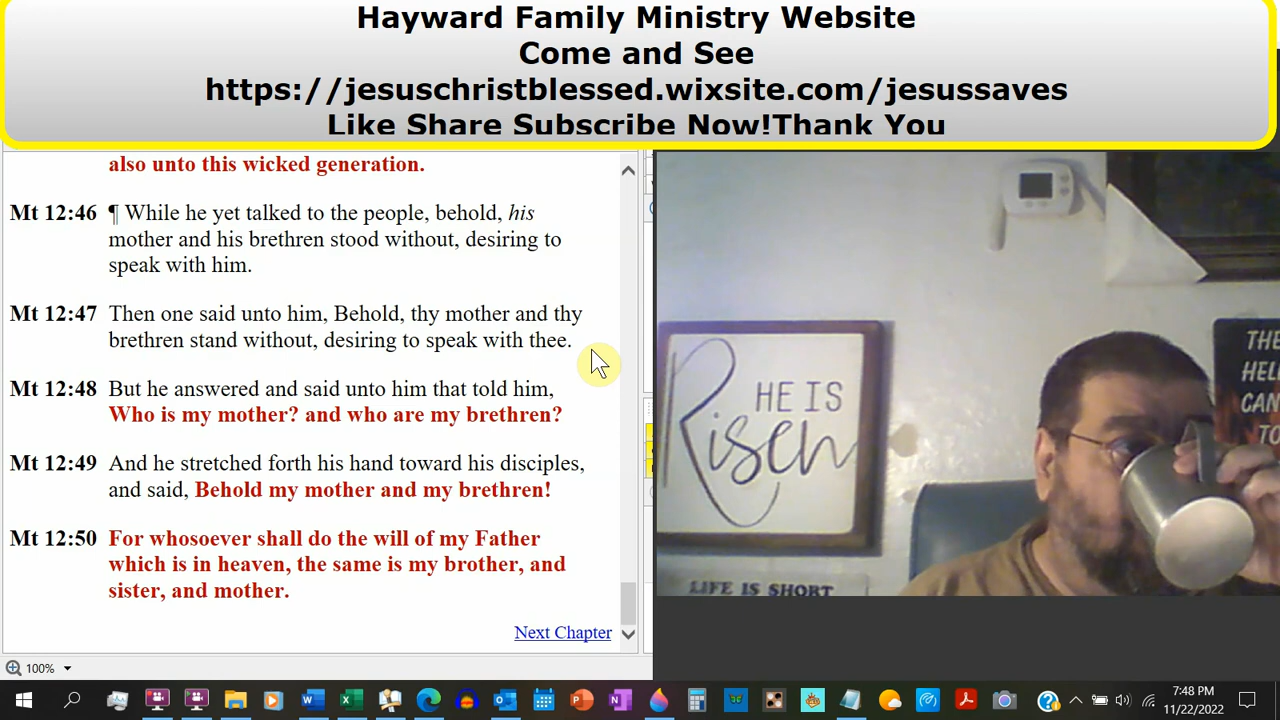 Hayward Family Ministry Website
Come and See
https://jesuschristblessed.wixsite.com/jesussaves
Like Share Subscribe Now!Thank You
also unto this wicked generation.
Mt 12:46 ¶ While he yet talked to the people, behold, his
mother and his brethren stood without, desiring to
speak with him.
Mt 12:47 Then one said unto him, Behold, thy mother and thy
brethren stand without, desiring to speak with thee.
Mt 12:48 But he answered and said unto him that told him,
Who is my mother? and who are my brethren?
Mt 12:49 And he stretched forth his hand toward his disciples,
and said, Behold my mother and my brethren!
Mt 12:50 For whosoever shall do the will of my Father
which is in heaven, the same is my brother, and
sister, and mother.
Next Chapter
100%
HE IS
Risen
LIFE IS SHORT
THE
HEL
CAN
TO
7:48 PM
11/22/2022